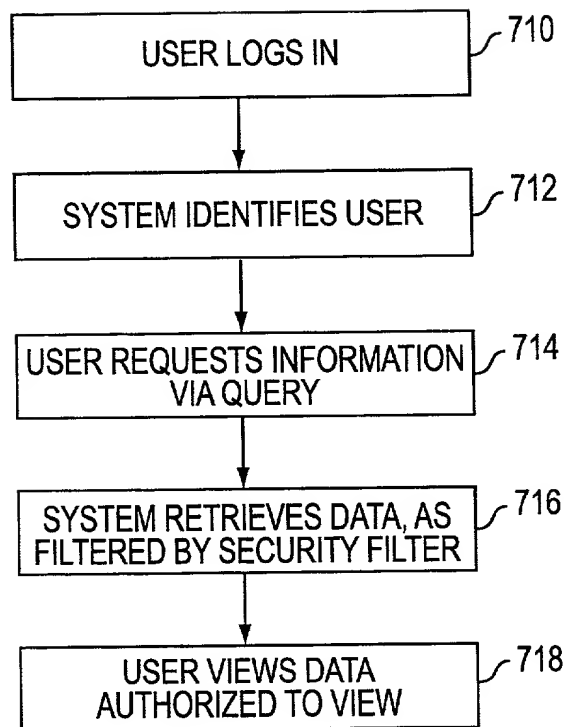 USER LOGS IN
710
SYSTEM IDENTIFIES USER
712
USER REQUESTS INFORMATION
VIA QUERY
714
SYSTEM RETRIEVES DATA, AS
FILTERED BY SECURITY FILTER
716
USER VIEWS DATA
AUTHORIZED TO VIEW
718